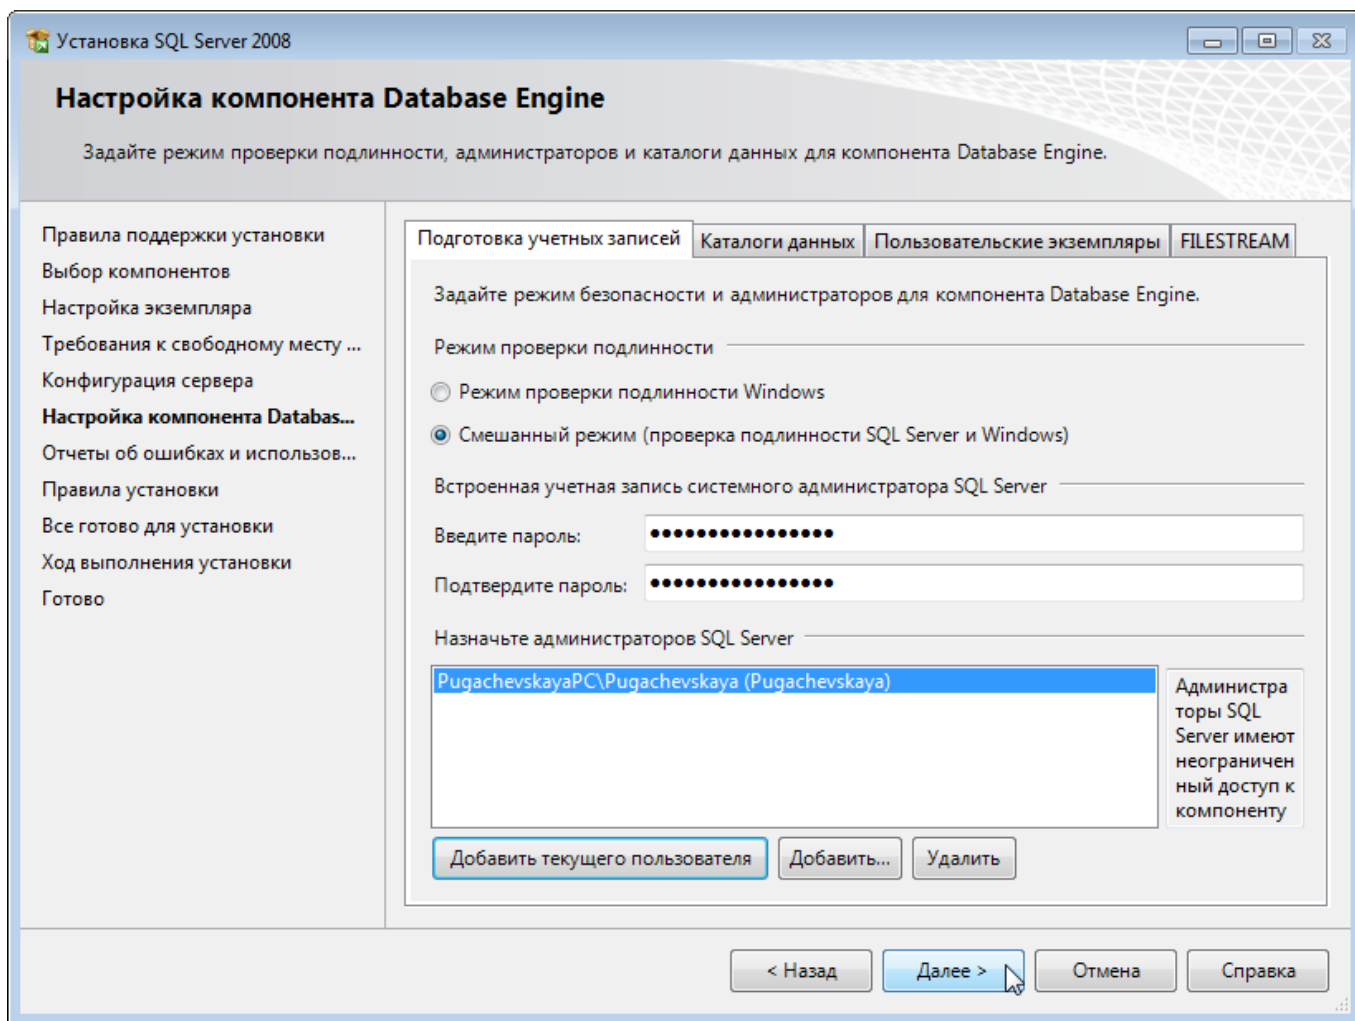 Установка SQL Server 2008
Настройка компонента Database Engine
Задайте режим проверки подлинности, администраторов и каталоги данных для компонента Database Engine.
Правила поддержки установки
Выбор компонентов
Настройка экземпляра
Требования к свободному месту ...
Конфигурация сервера
Настройка компонента Databas...
Отчеты об ошибках и использов...
Правила установки
Все готово для установки
Ход выполнения установки
Готово
Подготовка учетных записей Каталоги данных Пользовательские экземпляры FILESTREAM
Задайте режим безопасности и администраторов для компонента Database Engine.
Режим проверки подлинности
Режим проверки подлинности Windows
Смешанный режим (проверка подлинности SQL Server и Windows)
Встроенная учетная запись системного администратора SQL Server
Введите пароль: ••••••••••••••••
Подтвердите пароль: ••••••••••••••••
Назначьте администраторов SQL Server
PugachevskayaPC\Pugachevskaya (Pugachevskaya)
Администра
торы SQL
Server имеют
неограничен
ный доступ к
компоненту
Добавить текущего пользователя Добавить... Удалить
< Назад Далее > Отмена Справка